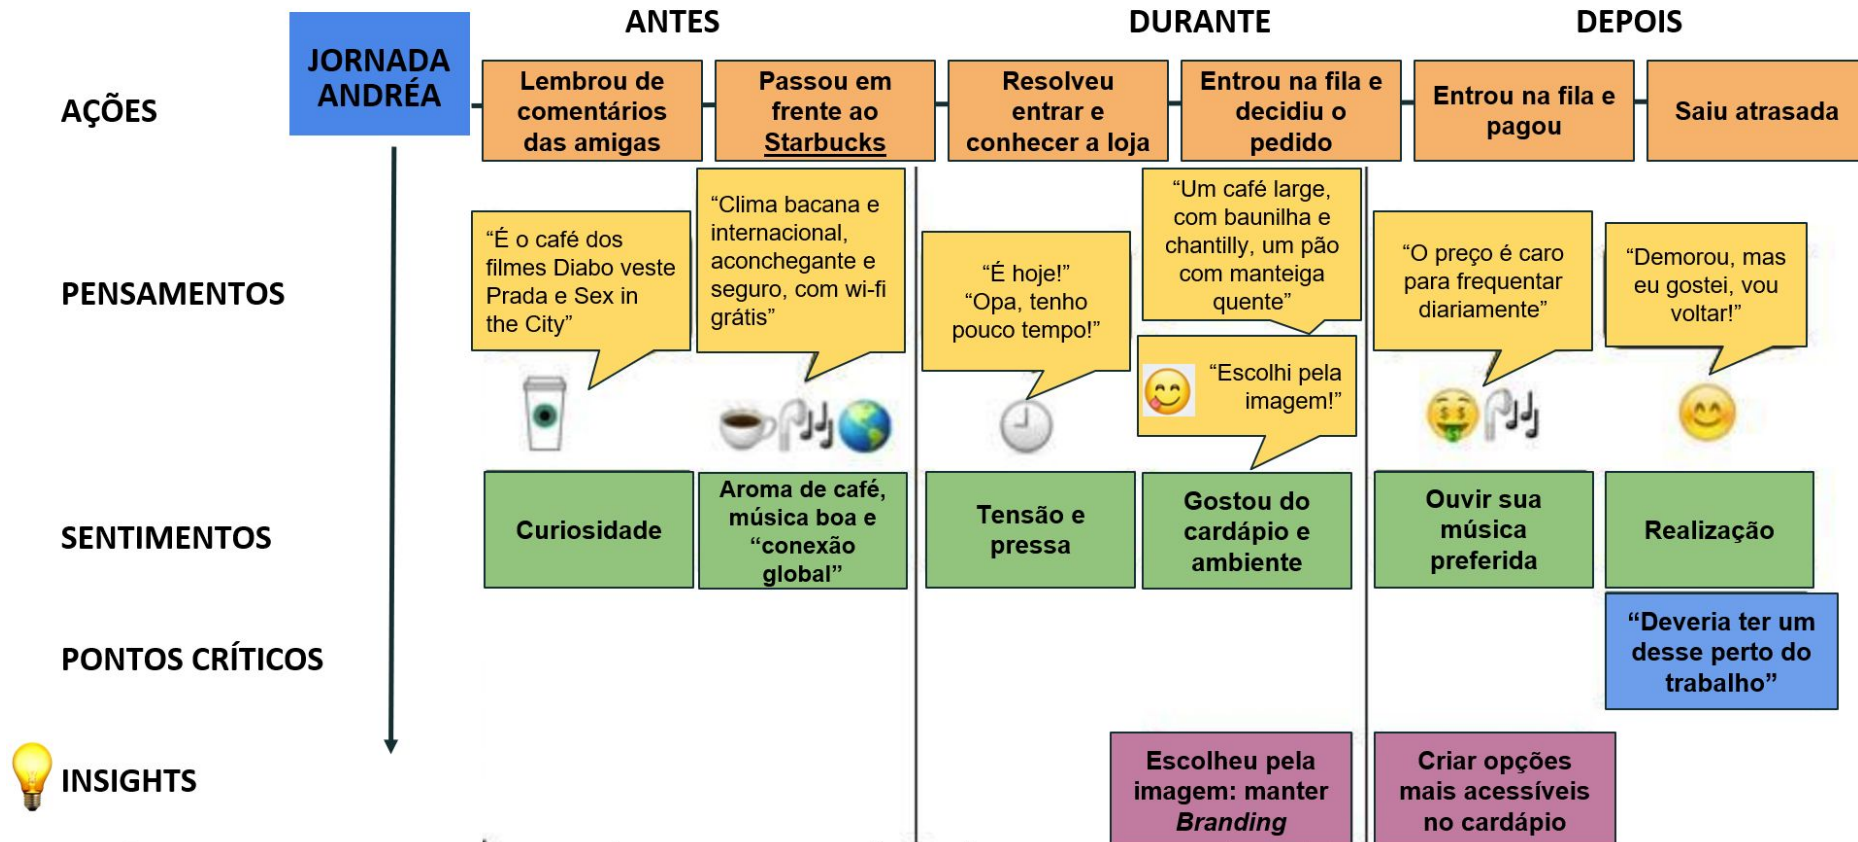 ANTES
DURANTE
DEPOIS
JORNADA
ANDRÉA
AÇÕES
Lembrou de
comentários
das amigas
Passou em
frente ao
Starbucks
Resolveu
entrar e
conhecer a loja
Entrou na fila e
decidiu o
pedido
Entrou na fila e
pagou
Saiu atrasada
PENSAMENTOS
“É o café dos
filmes Diabo veste
Prada e Sex in
the City”
“Clima bacana e
internacional,
aconchegante e
seguro, com wi-fi
grátis”
“É hoje!”
“Opa, tenho
pouco tempo!”
“Um café large,
com baunilha e
chantilly, um pão
com manteiga
quente”
“Escolhi pela
imagem!”
“O preço é caro
para frequentar
diariamente”
“Demorou, mas
eu gostei, vou
voltar!”
SENTIMENTOS
Curiosidade
Aroma de café,
música boa e
“conexão
global”
Tensão e
pressa
Gostou do
cardápio e
ambiente
Ouvir sua
música
preferida
Realização
PONTOS CRÍTICOS
“Deveria ter um
desse perto do
trabalho”
INSIGHTS
Escolheu pela
imagem: manter
Branding
Criar opções
mais acessíveis
no cardápio